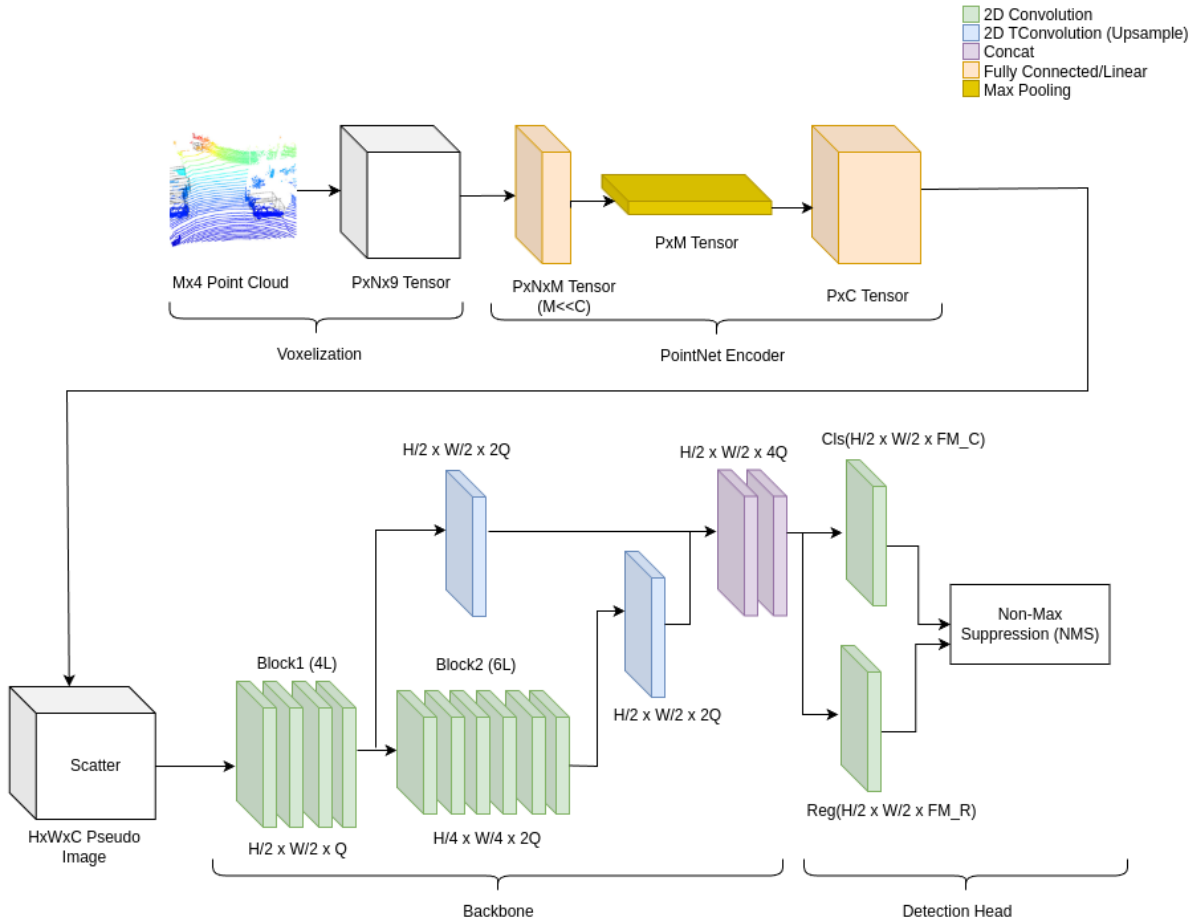 2D Convolution
2D TConvolution (Upsample)
Concat
Fully Connected/Linear
Max Pooling
Mx4 Point Cloud
PxNx9 Tensor
PxNxM Tensor
(M<<C)
PxM Tensor
PxC Tensor
Voxelization
PointNet Encoder
H/2 x W/2 x 2Q
H/2 x W/2 x 4Q
Cls(H/2 x W/2 x FM_C)
Non-Max
Suppression (NMS)
Block1 (4L)
Block2 (6L)
H/2 x W/2 x 2Q
Scatter
Reg(H/2 x W/2 x FM_R)
HxWxC Pseudo
Image
H/2 x W/2 x Q
H/4 x W/4 x 2Q
Backbone
Detection Head